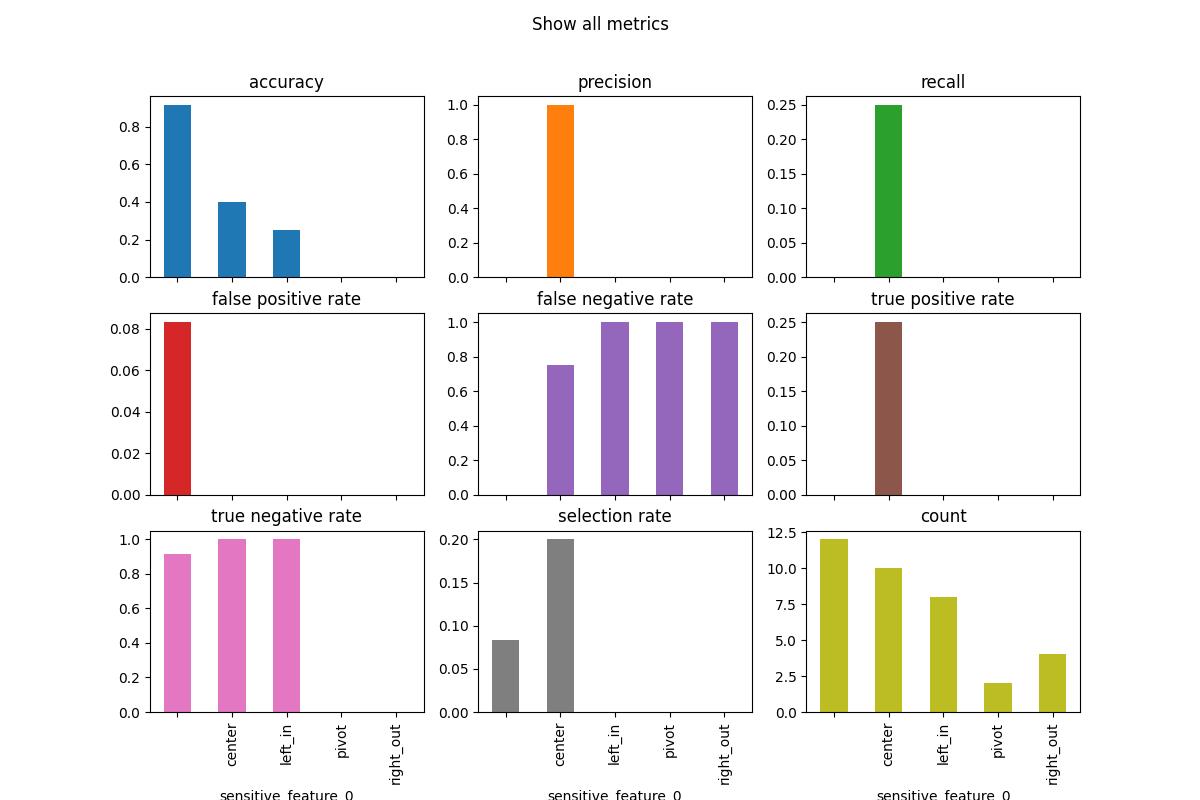 Show all metrics
accuracy
precision
recall
0.8
0.6
0.4
0.2
0.0
1.0
0.8
0.6
0.4
0.2
0.0
0.25
0.20
0.15
0.10
0.05
0.00
false positive rate
false negative rate
true positive rate
0.08
0.06
0.04
0.02
0.00
1.0
0.8
0.6
0.4
0.2
0.0
0.25
0.20
0.15
0.10
0.05
0.00
true negative rate
selection rate
count
1.0
0.8
0.6
0.4
0.2
0.0
0.20
0.15
0.10
0.05
0.00
12.5
10.0
7.5
5.0
2.5
0.0
center
left_in
pivot
right_out
center
left_in
pivot
right_out
center
left_in
pivot
right_out
sensitive_feature_0
sensitive_feature_0
sensitive_feature_0